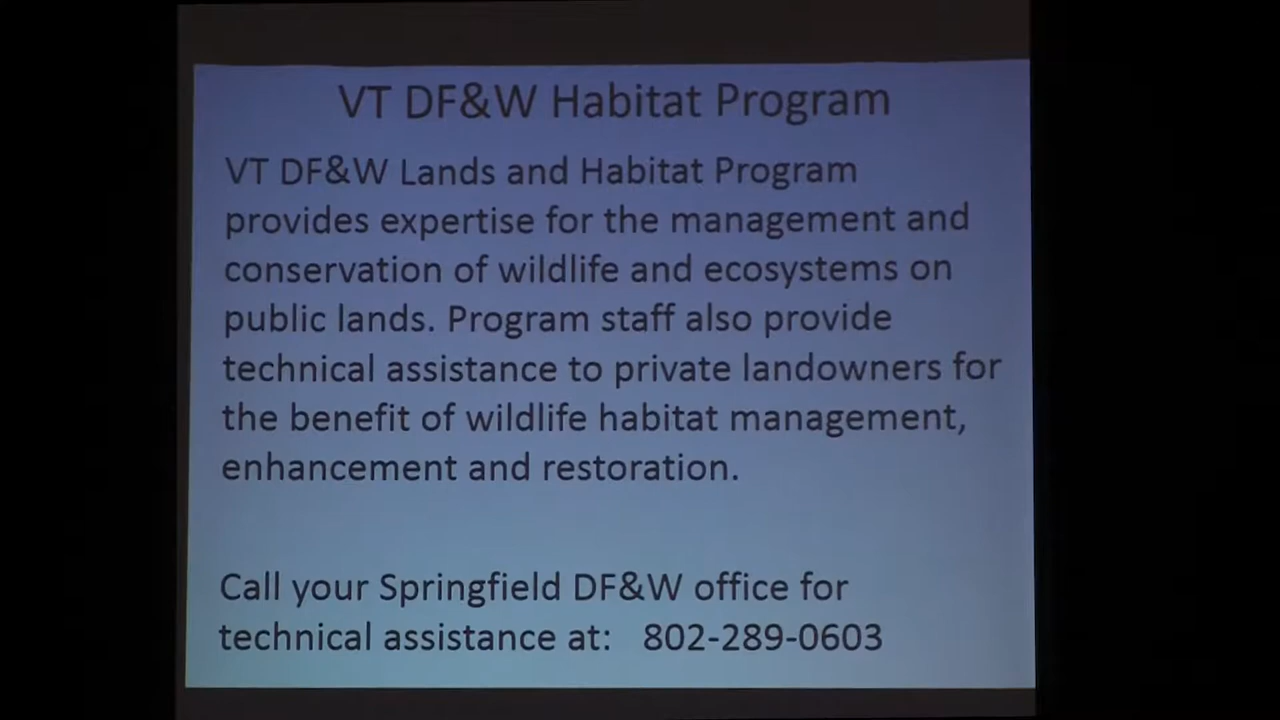 VT DF&W Habitat Program
VT DF&W Lands and Habitat Program
provides expertise for the management and
conservation of wildlife and ecosystems on
public lands. Program staff also provide
technical assistance to private landowners for
the benefit of wildlife habitat management,
enhancement and restoration.
Call your Springfield DF&W office for
technical assistance at: 802-289-0603